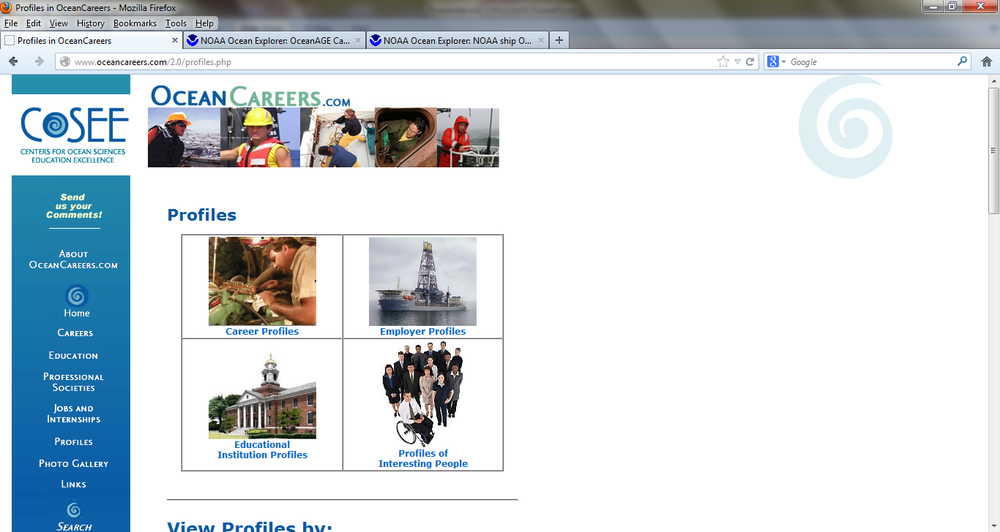 Profiles in OceanCareers - Mozilla Firefox
File Edit View History Bookmarks Tools Help
Profiles in OceanCareers × NOAA Ocean Explorer: OceanAGE Ca... × NOAA Ocean Explorer: NOAA ship O... × +
www.oceancareers.com/2.0/profiles.php
Google
COSEE
CENTERS FOR OCEAN SCIENCES
EDUCATION EXCELLENCE
OCEANCAREERS.COM
Send
us your
Comments!
ABOUT
OCEANCAREERS.COM
Home
CAREERS
EDUCATION
PROFESSIONAL
SOCIETIES
JOBS AND
INTERNSHIPS
PROFILES
PHOTO GALLERY
LINKS
SEARCH
Profiles
Career Profiles
Employer Profiles
Educational
Institution Profiles
Profiles of
Interesting People
View Profiles by: